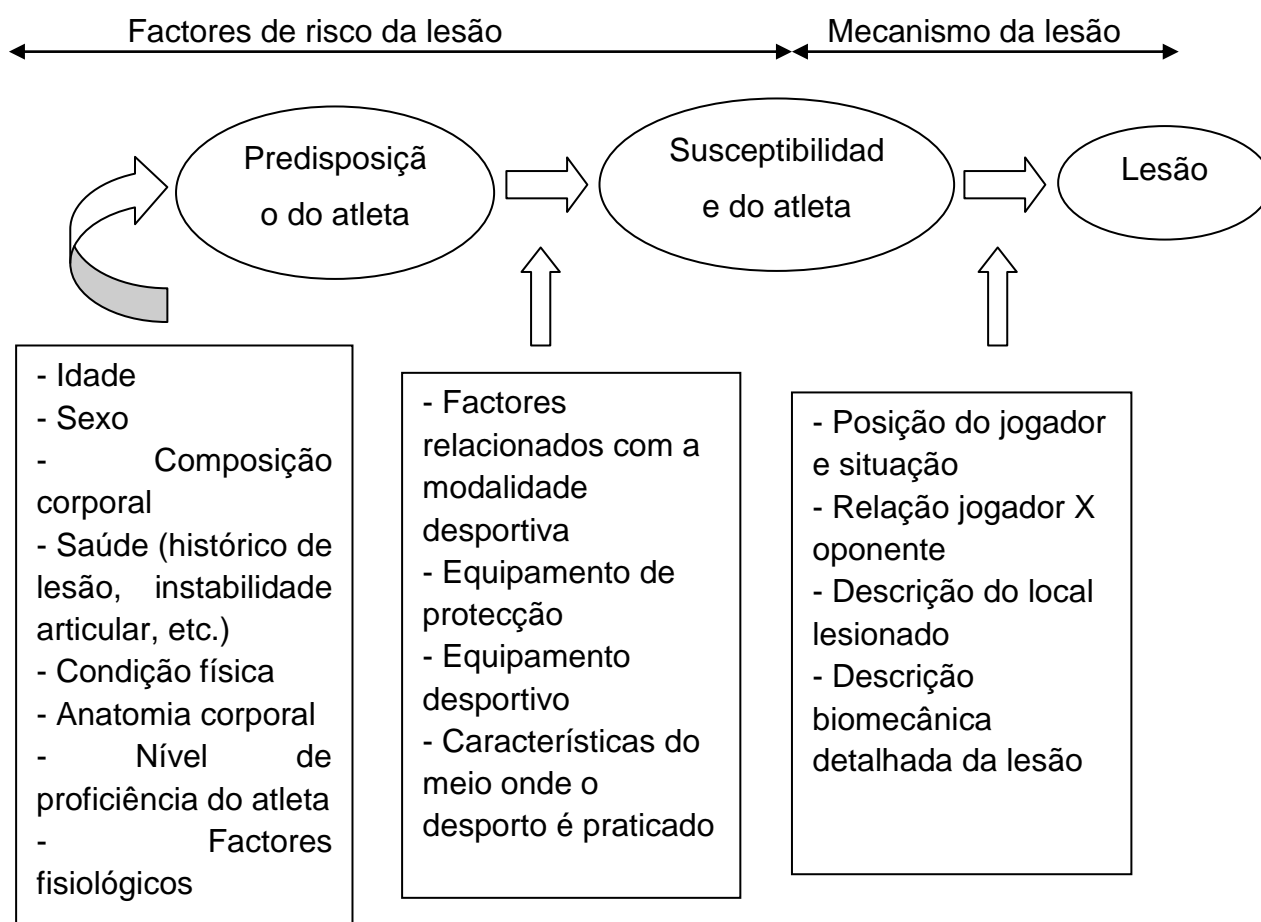 Factores de risco da lesão
Mecanismo da lesão
Predisposiçã
o do atleta
Susceptibilidad
e do atleta
Lesão
- Idade
- Sexo
- Composição
corporal
- Saúde (histórico de
lesão, instabilidade
articular, etc.)
- Condição física
- Anatomia corporal
- Nível de
proficiência do atleta
- Factores
fisiológicos
- Factores
relacionados com a
modalidade
desportiva
- Equipamento de
protecção
- Equipamento
desportivo
- Características do
meio onde o
desporto é praticado
- Posição do jogador
e situação
- Relação jogador X
oponente
- Descrição do local
lesionado
- Descrição
biomecânica
detalhada da lesão